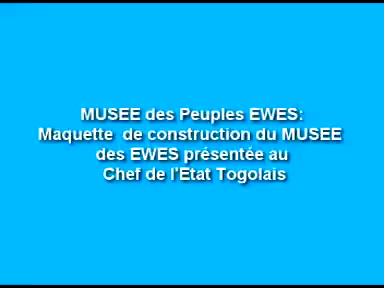 MUSEE des Peuples EWES:
Maquette de construction du MUSEE
des EWES présentée au
Chef de l'Etat Togolais